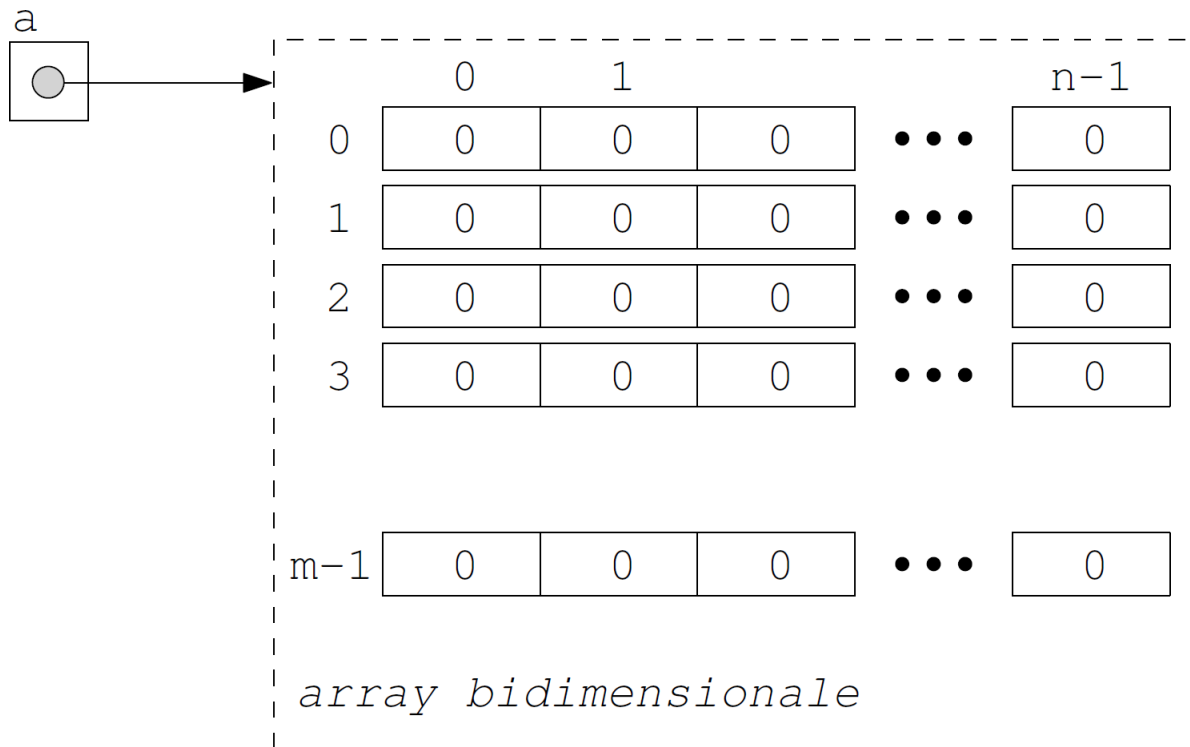 a
0 1 n-1
0 0 0 0 ••• 0
1 0 0 0 ••• 0
2 0 0 0 ••• 0
3 0 0 0 ••• 0
m-1 0 0 0 ••• 0
array bidimensionale